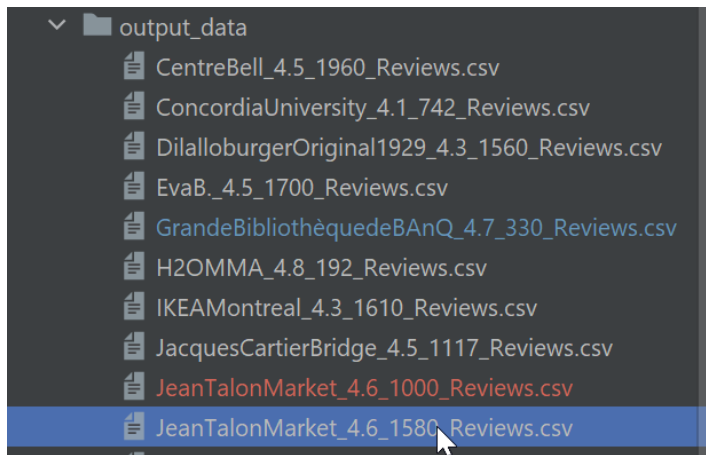 output_data
CentreBell_4.5_1960_Reviews.csv
ConcordiaUniversity_4.1_742_Reviews.csv
DilalloburgerOriginal1929_4.3_1560_Reviews.csv
EvaB._4.5_1700_Reviews.csv
GrandeBibliothèquedeBAnQ_4.7_330_Reviews.csv
H2OMMA_4.8_192_Reviews.csv
IKEAMontreal_4.3_1610_Reviews.csv
JacquesCartierBridge_4.5_1117_Reviews.csv
JeanTalonMarket_4.6_1000_Reviews.csv
JeanTalonMarket_4.6_1580_Reviews.csv